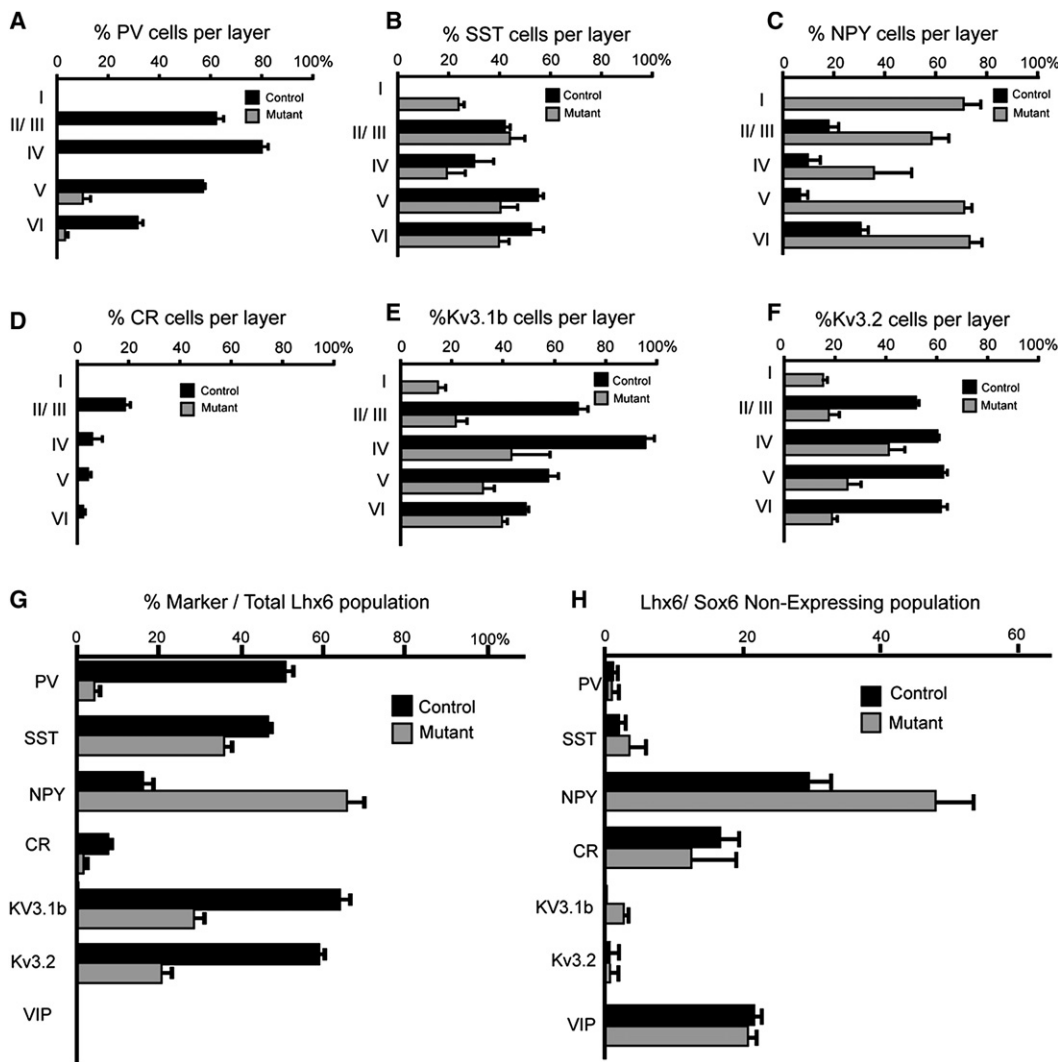 A
% PV cells per layer
0 20 40 60 80 100%
I
II/ III
IV
V
VI
Control
Mutant
B
% SST cells per layer
0 20 40 60 80 100%
I
II/ III
IV
V
VI
Control
Mutant
C
% NPY cells per layer
0 20 40 60 80 100%
I
II/ III
IV
V
VI
Control
Mutant
D
% CR cells per layer
0 20 40 60 80 100%
I
II/ III
IV
V
VI
Control
Mutant
E
%Kv3.1b cells per layer
0 20 40 60 80 100%
I
II/ III
IV
V
VI
Control
Mutant
F
%Kv3.2 cells per layer
0 20 40 60 80 100%
I
II/ III
IV
V
VI
Control
Mutant
G
% Marker / Total Lhx6 population
0 20 40 60 80 100%
PV
SST
NPY
CR
KV3.1b
Kv3.2
VIP
Control
Mutant
H
Lhx6/ Sox6 Non-Expressing population
0 20 40 60
PV
SST
NPY
CR
KV3.1b
Kv3.2
VIP
Control
Mutant